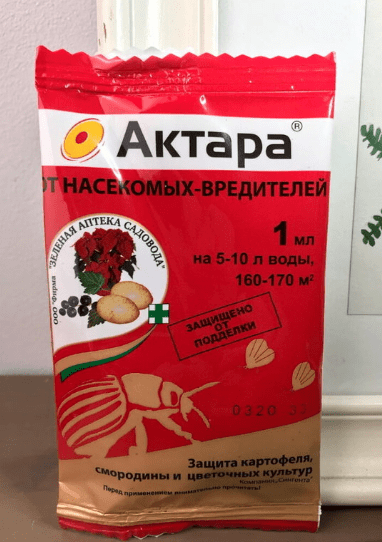 Актара®
ОТ НАСЕКОМЫХ-ВРЕДИТЕЛЕЙ
"ЗЕЛЕНАЯ АПТЕКА САДОВОДА"
ООО "Фирма
1 мл
на 5-10 л воды,
160-170 м²
ЗАЩИЩЕНО
ОТ
ПОДДЕЛКИ
0320
Защита картофеля,
смородины и цветочных культур
Компания „Сингента"
Перед применением внимательно прочитать!